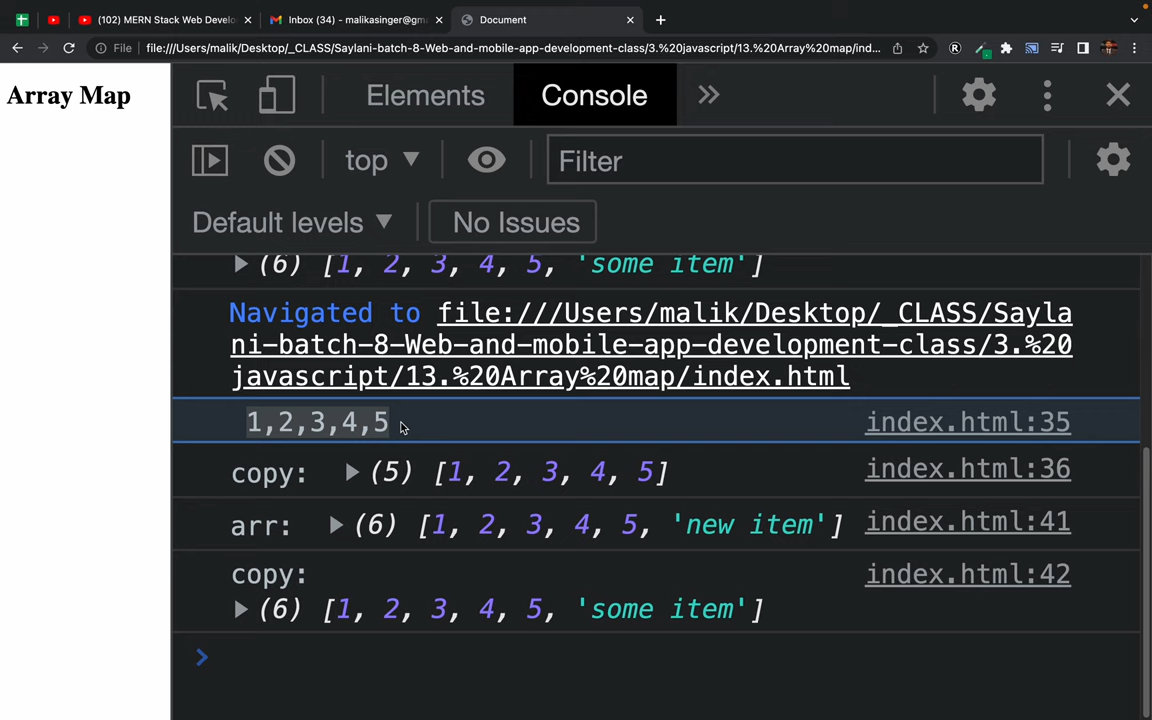 (102) MERN Stack Web Develo
Inbox (34) - malikasinger@gm
Document
File
file:///Users/malik/Desktop/_CLASS/Saylani-batch-8-Web-and-mobile-app-development-class/3.%20javascript/13.%20Array%20map/ind...
Array Map
Elements
Console
top
Filter
Default levels
No Issues
(6) [1, 2, 3, 4, 5, 'some item']
Navigated to file:///Users/malik/Desktop/_CLASS/Sayla
ni-batch-8-Web-and-mobile-app-development-class/3.%20
javascript/13.%20Array%20map/index.html
1,2,3,4,5 index.html:35
copy: (5) [1, 2, 3, 4, 5] index.html:36
arr: (6) [1, 2, 3, 4, 5, 'new item'] index.html:41
copy: index.html:42
(6) [1, 2, 3, 4, 5, 'some item']